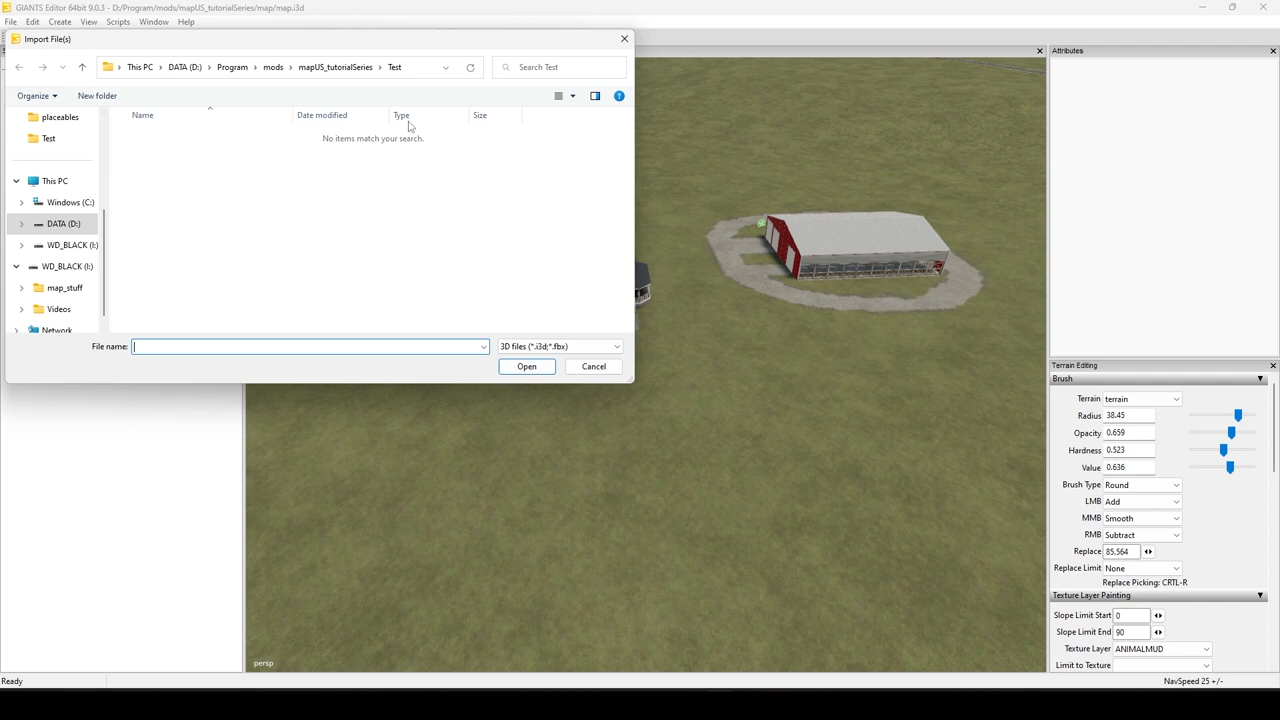 GIANTS Editor 64bit 9.0.3 - D:/Program/mods/mapUS_tutorialSeries/map/map.i3d
File Edit Create View Scripts Window Help
Import File(s)
Attributes
This PC > DATA (D:) > Program > mods > mapUS_tutorialSeries > Test
Search Test
Organize
New folder
placeables
Test
This PC
Windows (C:)
DATA (D:)
WD_BLACK (I:)
WD_BLACK (I:)
map_stuff
Videos
Network
Name Date modified Type Size
No items match your search.
File name:
3D files (*.i3d;*.fbx)
Open Cancel
Terrain Editing
Brush
Terrain terrain
Radius 38.45
Opacity 0.659
Hardness 0.523
Value 0.636
Brush Type Round
LMB Add
MMB Smooth
RMB Subtract
Replace 85.564
Replace Limit None
Replace Picking: CRTL-R
Texture Layer Painting
Slope Limit Start 0
Slope Limit End 90
Texture Layer ANIMALMUD
Limit to Texture
persp
Ready
NavSpeed 25 +/-